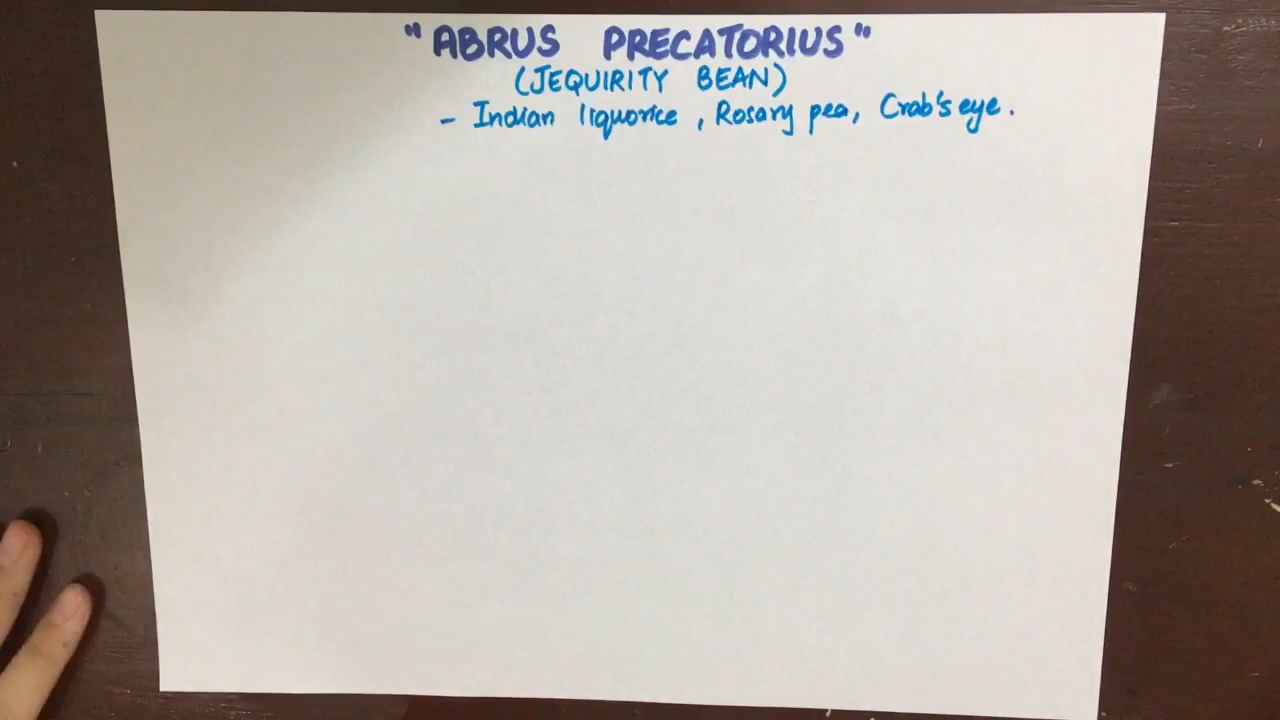 "ABRUS PRECATORIUS"
(JEQUIRITY BEAN)
- Indian liquorice, Rosary pea, Crab's eye.